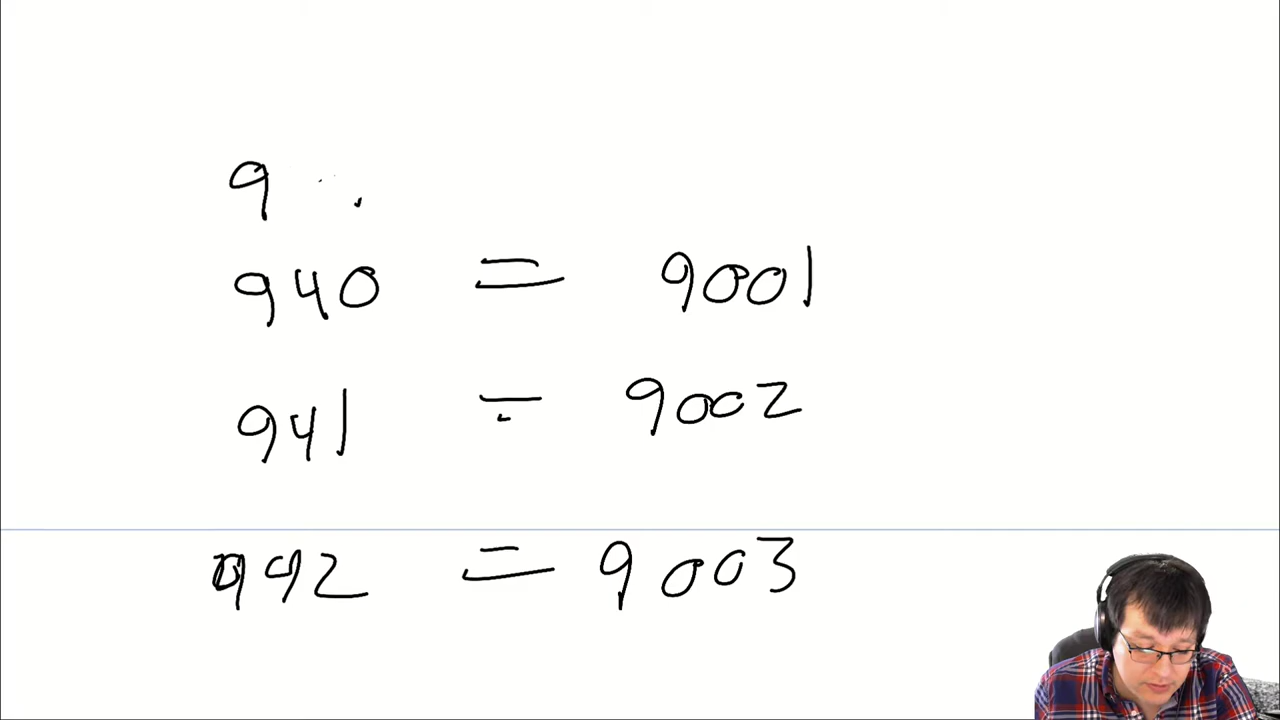 9
940 = 9001
941 = 9002
992 = 9003